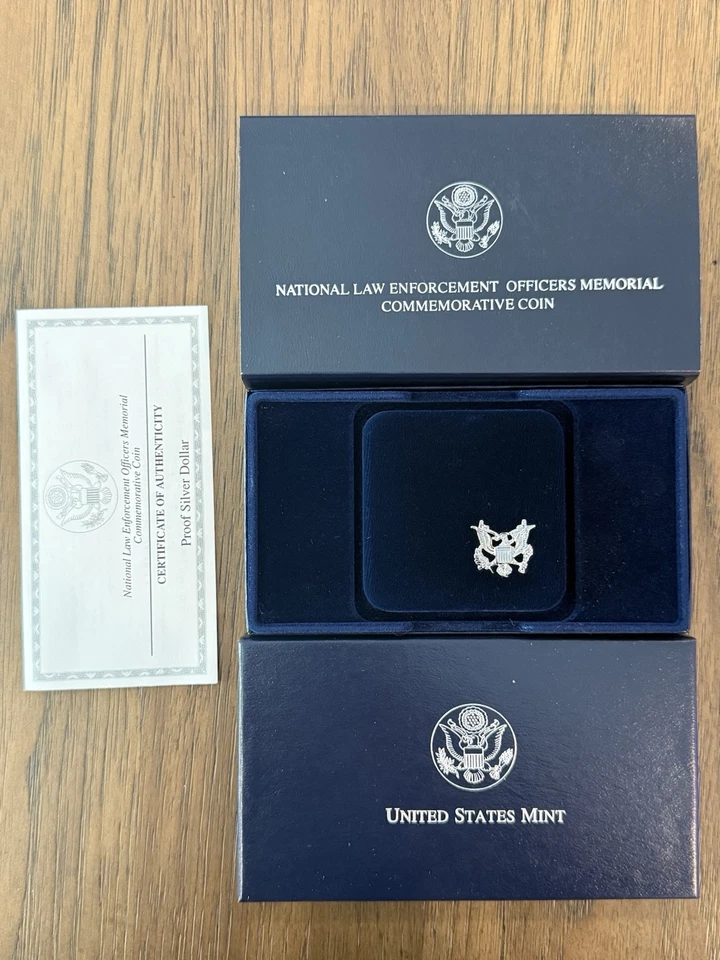 NATIONAL LAW ENFORCEMENT OFFICERS MEMORIAL
COMMEMORATIVE COIN
National Law Enforcement Officers Memorial
Commemorative Coin
CERTIFICATE OF AUTHENTICITY
Proof Silver Dollar
UNITED STATES MINT